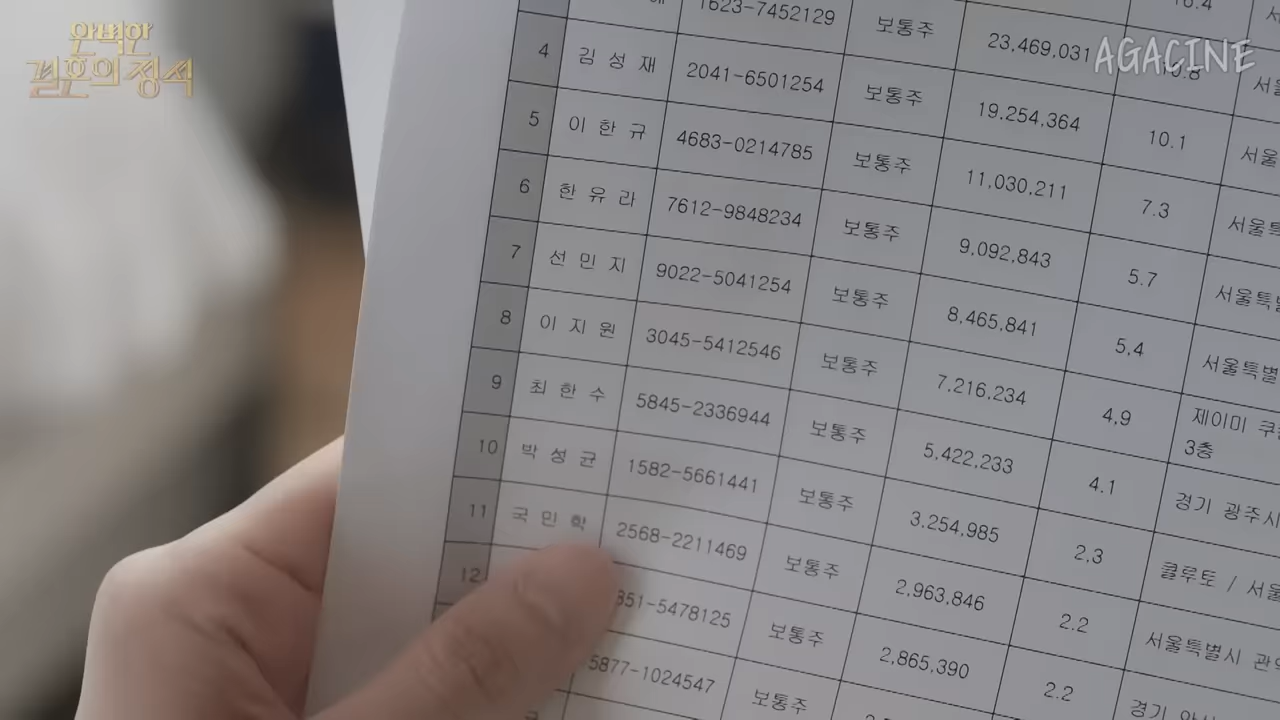 완벽한
결혼의 정석
AGACINE
1623-7452129 보통주 23,469,031
4 김성재 2041-6501254 보통주 19.254.364 10.1 서울
5 이한규 4683-0214785 보통주 11.030.211 7.3 서울특
6 한유라 7612-9848234 보통주 9,092,843 5.7 서울특
7 선민지 9022-5041254 보통주 8.465.841 5.4 서울특별
8 이지원 3045-5412546 보통주 7.216.234 4.9 제이미
3층
9 최한수 5845-2336944 보통주 5.422.233 4.1 경기 광주시
10 박성균 1582-5661441 보통주 3.254.985 2.3 클루토 / 서울
11 국민학 2568-2211469 보통주 2.963.846 2.2 서울특별시
12 851-5478125 보통주 2,865,390 2.2 경기
5877-1024547 보통주